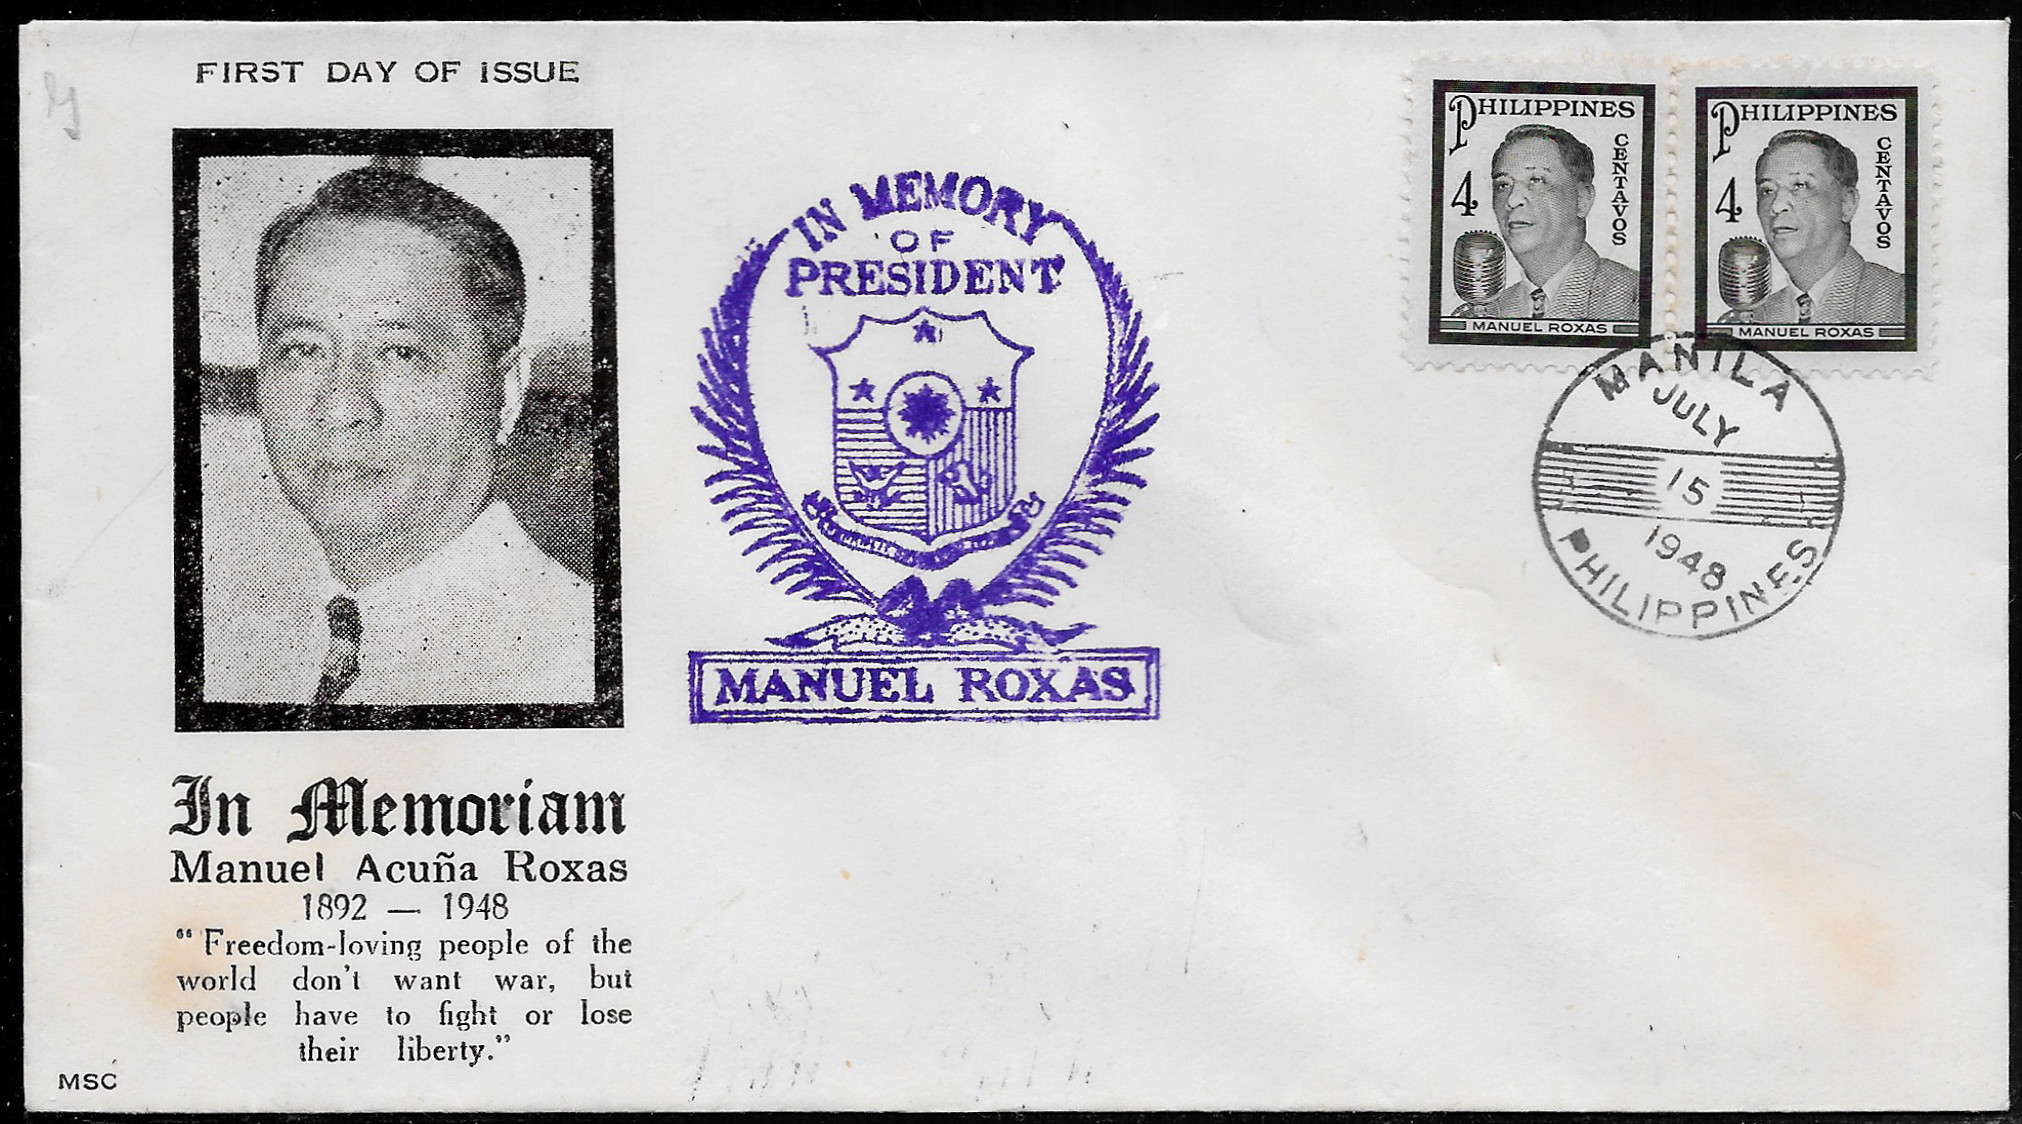 FIRST DAY OF ISSUE
In Memoriam
Manuel Acuña Roxas
1892 — 1948
"Freedom-loving people of the
world don't want war, but
people have to fight or lose
their liberty."
MSC
IN MEMORY
OF
PRESIDENT
MANUEL ROXAS
PHILIPPINES
4
CENTAVOS
MANUEL ROXAS
PHILIPPINES
4
CENTAVOS
MANUEL ROXAS
MANILA
JULY
15
1948
PHILIPPINES